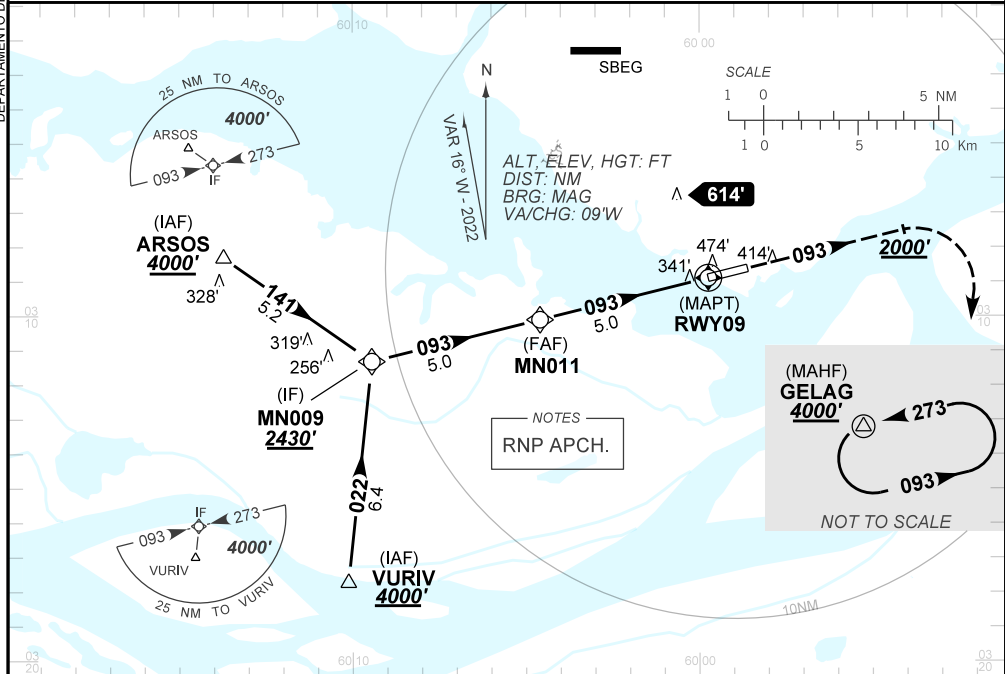 DEPARTAMENTO DE
60 10
60 00
SBEG
SCALE
1 0 5 NM
1 0 5 10 Km
N
VAR 16° W - 2022
ALT, ELEV, HGT: FT
DIST: NM
BRG: MAG
VA/CHG: 09'W
25 NM TO ARSOS
4000'
ARSOS
093
273
IF
614'
(IAF)
ARSOS
4000'
328'
141
5.2
319'
256'
(IF)
MN009
2430'
093
5.0
(FAF)
MN011
093
5.0
341'
474'
414'
(MAPT)
RWY09
093
2000'
03
10
03
10
NOTES
RNP APCH.
(MAHF)
GELAG
4000'
273
093
NOT TO SCALE
022
6.4
(IAF)
VURIV
4000'
IF
093
273
4000'
VURIV
25 NM TO VURIV
10NM
03
20
60 10
60 00
03
20